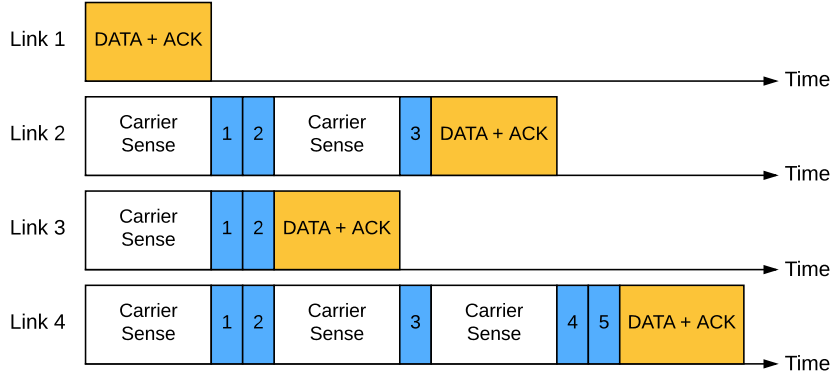 Link 1
DATA + ACK
Time
Link 2
Carrier
Sense
1
2
Carrier
Sense
3
DATA + ACK
Time
Link 3
Carrier
Sense
1
2
DATA + ACK
Time
Link 4
Carrier
Sense
1
2
Carrier
Sense
3
Carrier
Sense
4
5
DATA + ACK
Time